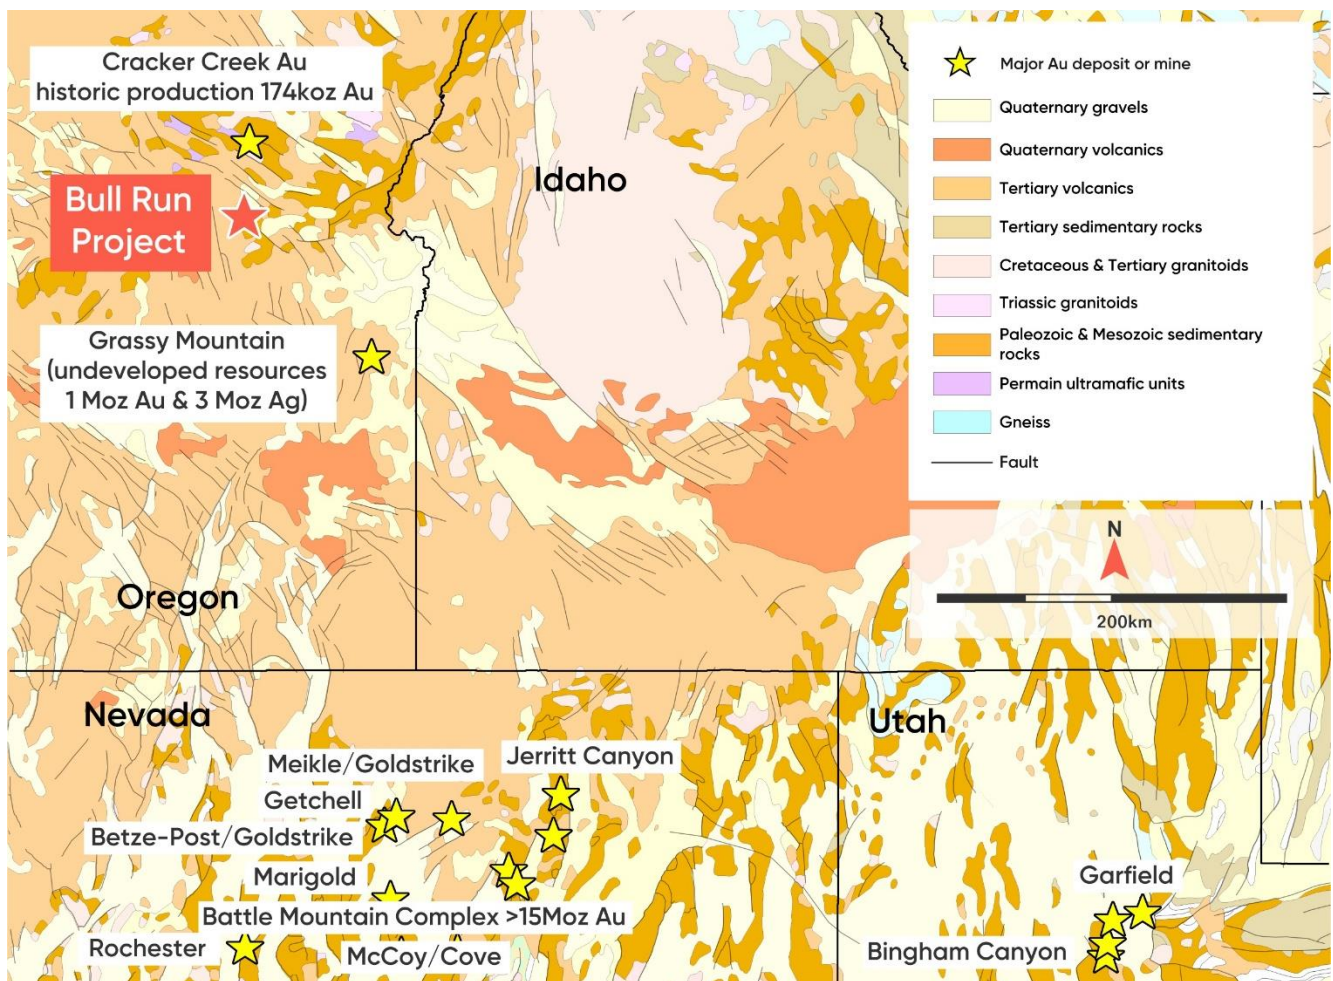 Cracker Creek Au
historic production 174koz Au
Bull Run
Project
Idaho
Grassy Mountain
(undeveloped resources
1 Moz Au & 3 Moz Ag)
Oregon
Nevada
Utah
Meikle/Goldstrike
Jerritt Canyon
Getchell
Betze-Post/Goldstrike
Marigold
Battle Mountain Complex >15Moz Au
Rochester
McCoy/Cove
Garfield
Bingham Canyon
Major Au deposit or mine
Quaternary gravels
Quaternary volcanics
Tertiary volcanics
Tertiary sedimentary rocks
Cretaceous & Tertiary granitoids
Triassic granitoids
Paleozoic & Mesozoic sedimentary
rocks
Permain ultramafic units
Gneiss
Fault
N
200km